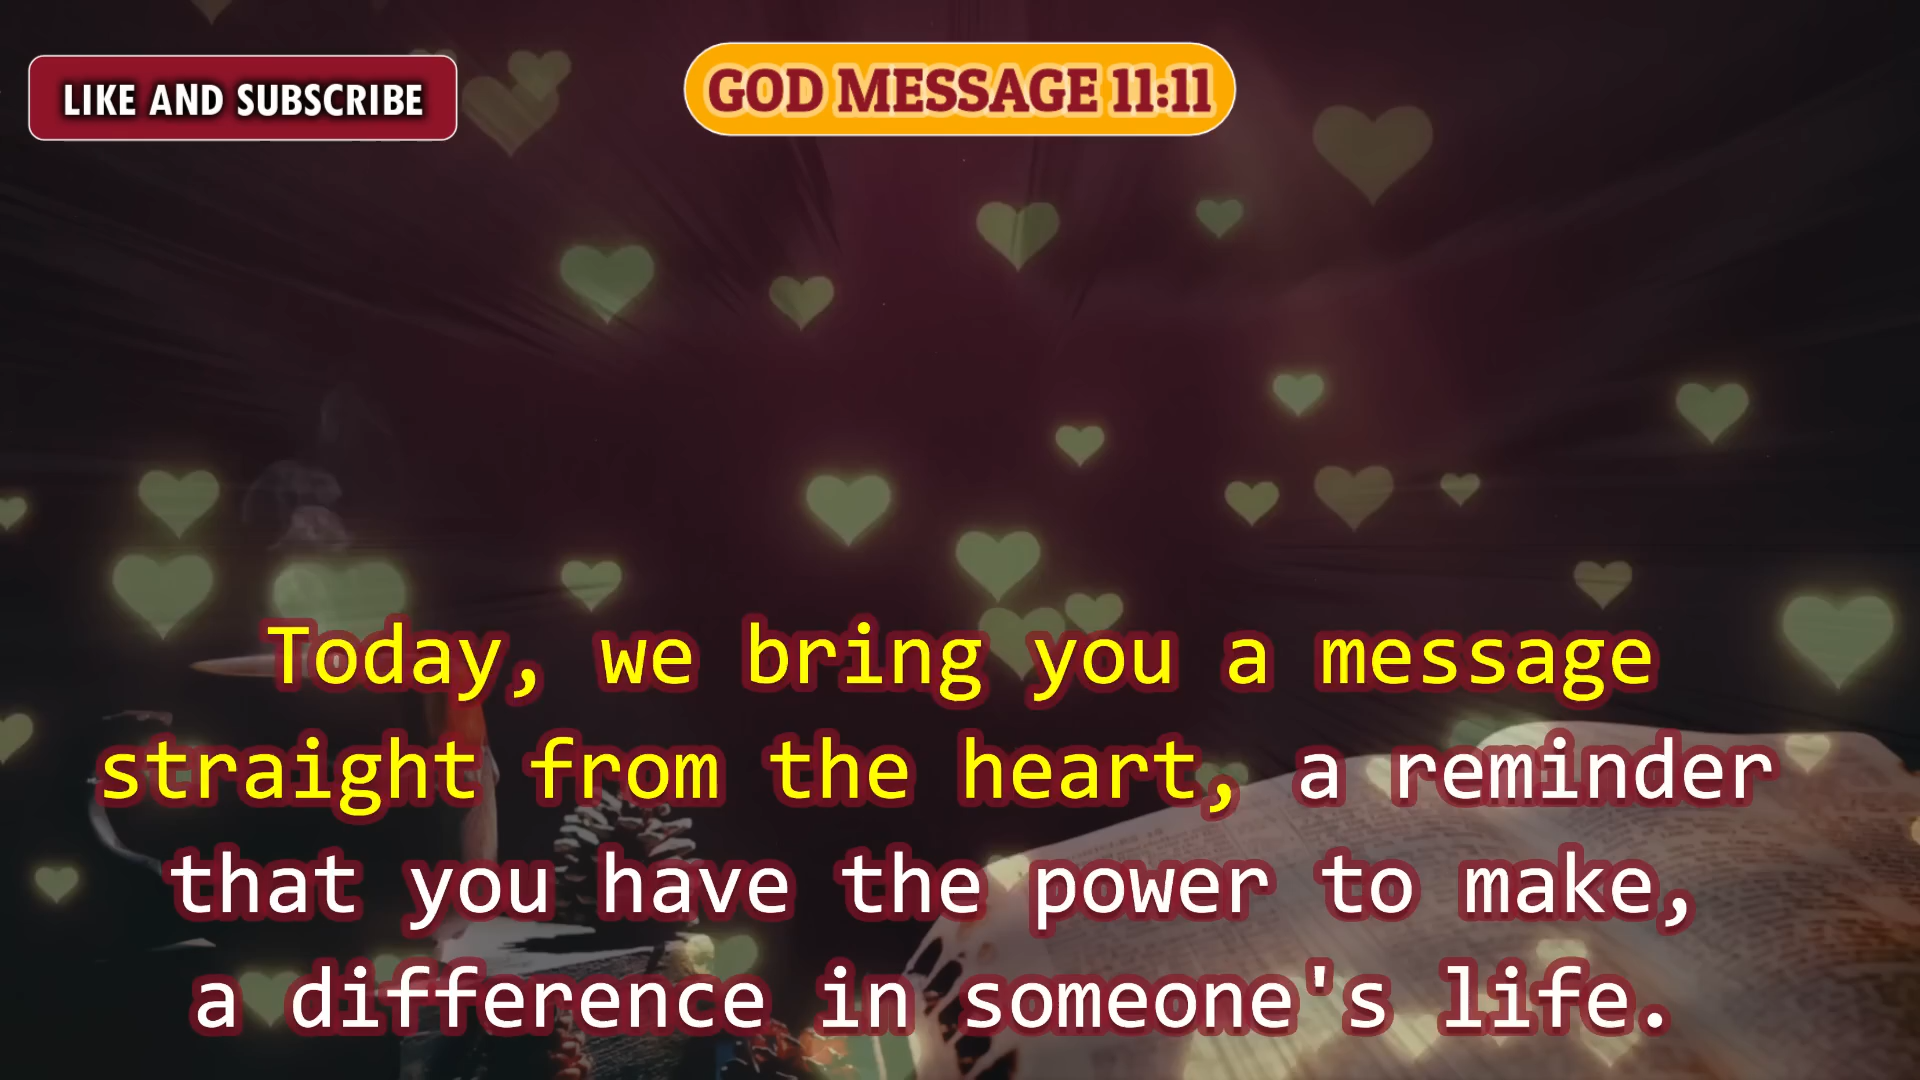 LIKE AND SUBSCRIBE
GOD MESSAGE 11:11
Today, we bring you a message
straight from the heart, a reminder
that you have the power to make,
a difference in someone's life.